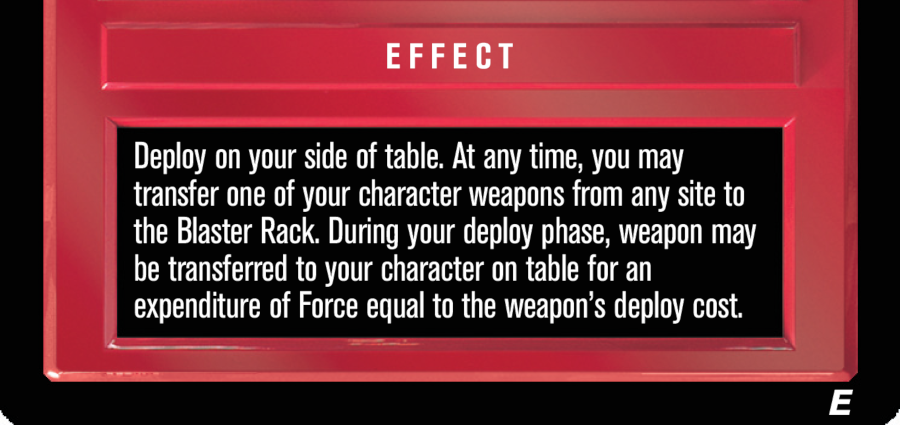 EFFECT
Deploy on your side of table. At any time, you may
transfer one of your character weapons from any site to
the Blaster Rack. During your deploy phase, weapon may
be transferred to your character on table for an
expenditure of Force equal to the weapon’s deploy cost.
E